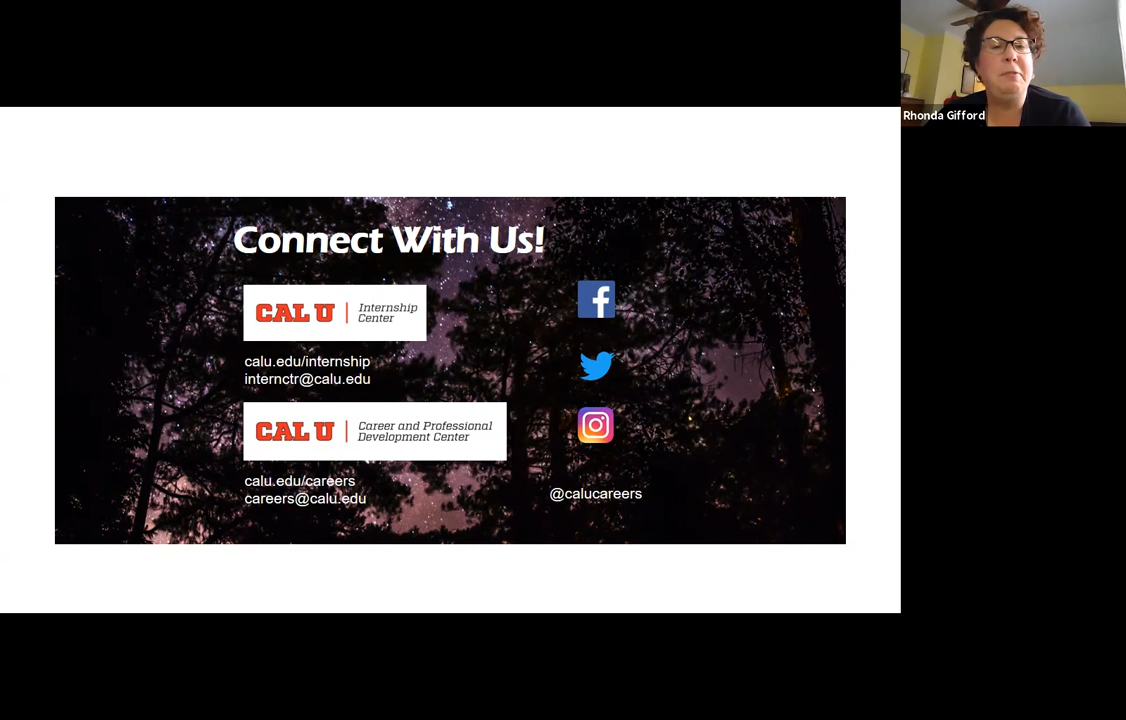 Rhonda Gifford
Connect With Us!
CAL U | Internship
Center
calu.edu/internship
internctr@calu.edu
CAL U | Career and Professional
Development Center
calu.edu/careers
careers@calu.edu
@calucareers